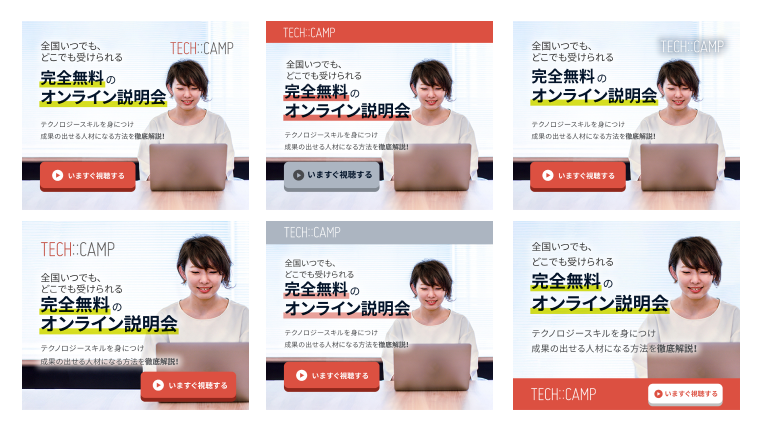 全国いつでも、
どこでも受けられる
TECH::CAMP
完全無料の
オンライン説明会
テクノロジースキルを身につけ
成果の出せる人材になる方法を徹底解説!
いますぐ視聴する
TECH::CAMP
全国いつでも、
どこでも受けられる
完全無料の
オンライン説明会
テクノロジースキルを身につけ
成果の出せる人材になる方法を徹底解説!
いますぐ視聴する
全国いつでも、
どこでも受けられる
TECH::CAMP
完全無料の
オンライン説明会
テクノロジースキルを身につけ
成果の出せる人材になる方法を徹底解説!
いますぐ視聴する
TECH::CAMP
全国いつでも、
どこでも受けられる
完全無料の
オンライン説明会
テクノロジースキルを身につけ
成果の出せる人材になる方法を徹底解説!
いますぐ視聴する
TECH::CAMP
全国いつでも、
どこでも受けられる
完全無料の
オンライン説明会
テクノロジースキルを身につけ
成果の出せる人材になる方法を徹底解説!
いますぐ視聴する
全国いつでも、
どこでも受けられる
完全無料の
オンライン説明会
テクノロジースキルを身につけ
成果の出せる人材になる方法を徹底解説!
TECH::CAMP
いますぐ視聴する